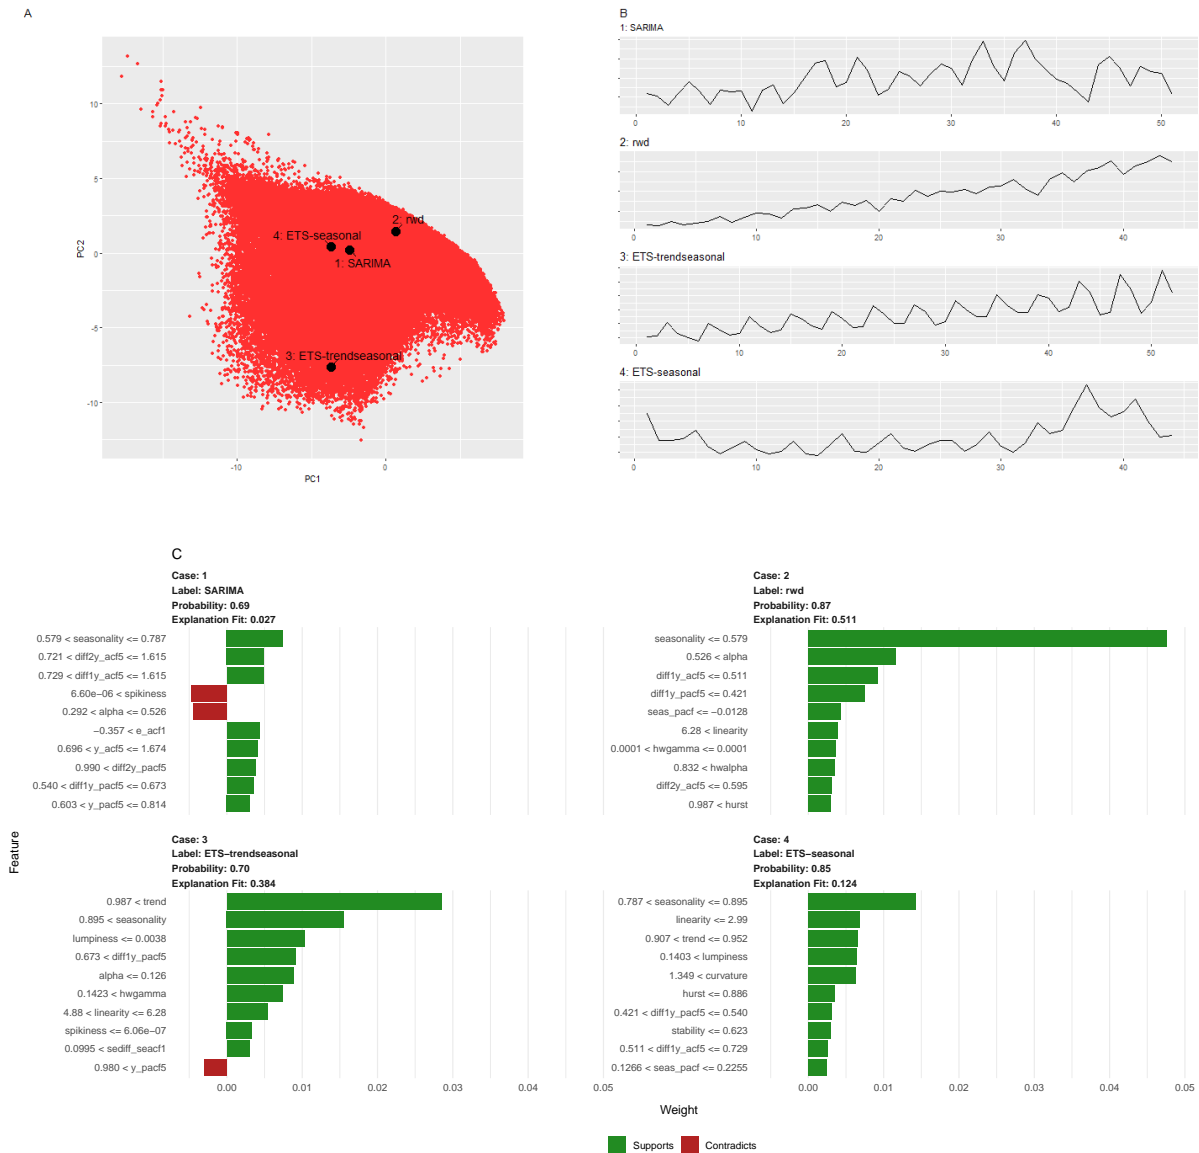 A
10
5
0
-5
-10
PC2
-10
0
PC1
2: rwd
4: ETS-seasonal
1: SARIMA
3: ETS-trendseasonal
B
1: SARIMA
0 10 20 30 40 50
2: rwd
0 10 20 30 40
3: ETS-trendseasonal
0 10 20 30 40 50
4: ETS-seasonal
0 10 20 30 40
C
Case: 1
Label: SARIMA
Probability: 0.69
Explanation Fit: 0.027
0.579 < seasonality <= 0.787
0.721 < diff2y_acf5 <= 1.615
0.729 < diff1y_acf5 <= 1.615
6.60e−06 < spikiness
0.292 < alpha <= 0.526
−0.357 < e_acf1
0.696 < y_acf5 <= 1.674
0.990 < diff2y_pacf5
0.540 < diff1y_pacf5 <= 0.673
0.603 < y_pacf5 <= 0.814
Case: 2
Label: rwd
Probability: 0.87
Explanation Fit: 0.511
seasonality <= 0.579
0.526 < alpha
diff1y_acf5 <= 0.511
diff1y_pacf5 <= 0.421
seas_pacf <= −0.0128
6.28 < linearity
0.0001 < hwgamma <= 0.0001
0.832 < hwalpha
diff2y_acf5 <= 0.595
0.987 < hurst
Feature
Case: 3
Label: ETS−trendseasonal
Probability: 0.70
Explanation Fit: 0.384
0.987 < trend
0.895 < seasonality
lumpiness <= 0.0038
0.673 < diff1y_pacf5
alpha <= 0.126
0.1423 < hwgamma
4.88 < linearity <= 6.28
spikiness <= 6.06e−07
0.0995 < sediff_seacf1
0.980 < y_pacf5
0.00 0.01 0.02 0.03 0.04 0.05
Case: 4
Label: ETS−seasonal
Probability: 0.85
Explanation Fit: 0.124
0.787 < seasonality <= 0.895
linearity <= 2.99
0.907 < trend <= 0.952
0.1403 < lumpiness
1.349 < curvature
hurst <= 0.886
0.421 < diff1y_pacf5 <= 0.540
stability <= 0.623
0.511 < diff1y_acf5 <= 0.729
0.1266 < seas_pacf <= 0.2255
0.00 0.01 0.02 0.03 0.04 0.05
Weight
Supports Contradicts